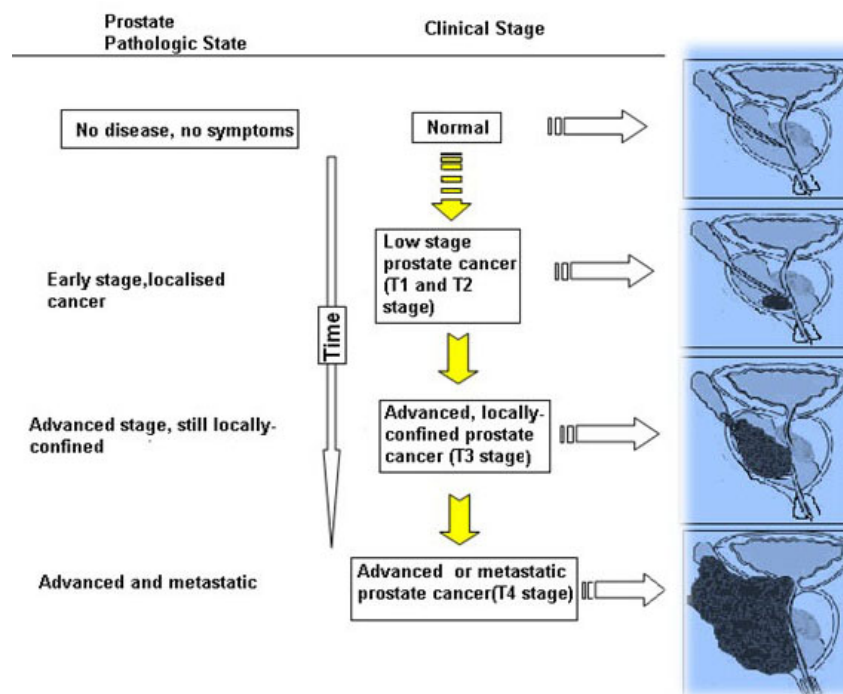 Prostate
Pathologic State
Clinical Stage
No disease, no symptoms
Normal
Early stage,localised
cancer
Low stage
prostate cancer
(T1 and T2
stage)
Time
Advanced stage, still locally-
confined
Advanced, locally-
confined prostate
cancer (T3 stage)
Advanced and metastatic
Advanced or metastatic
prostate cancer(T4 stage)